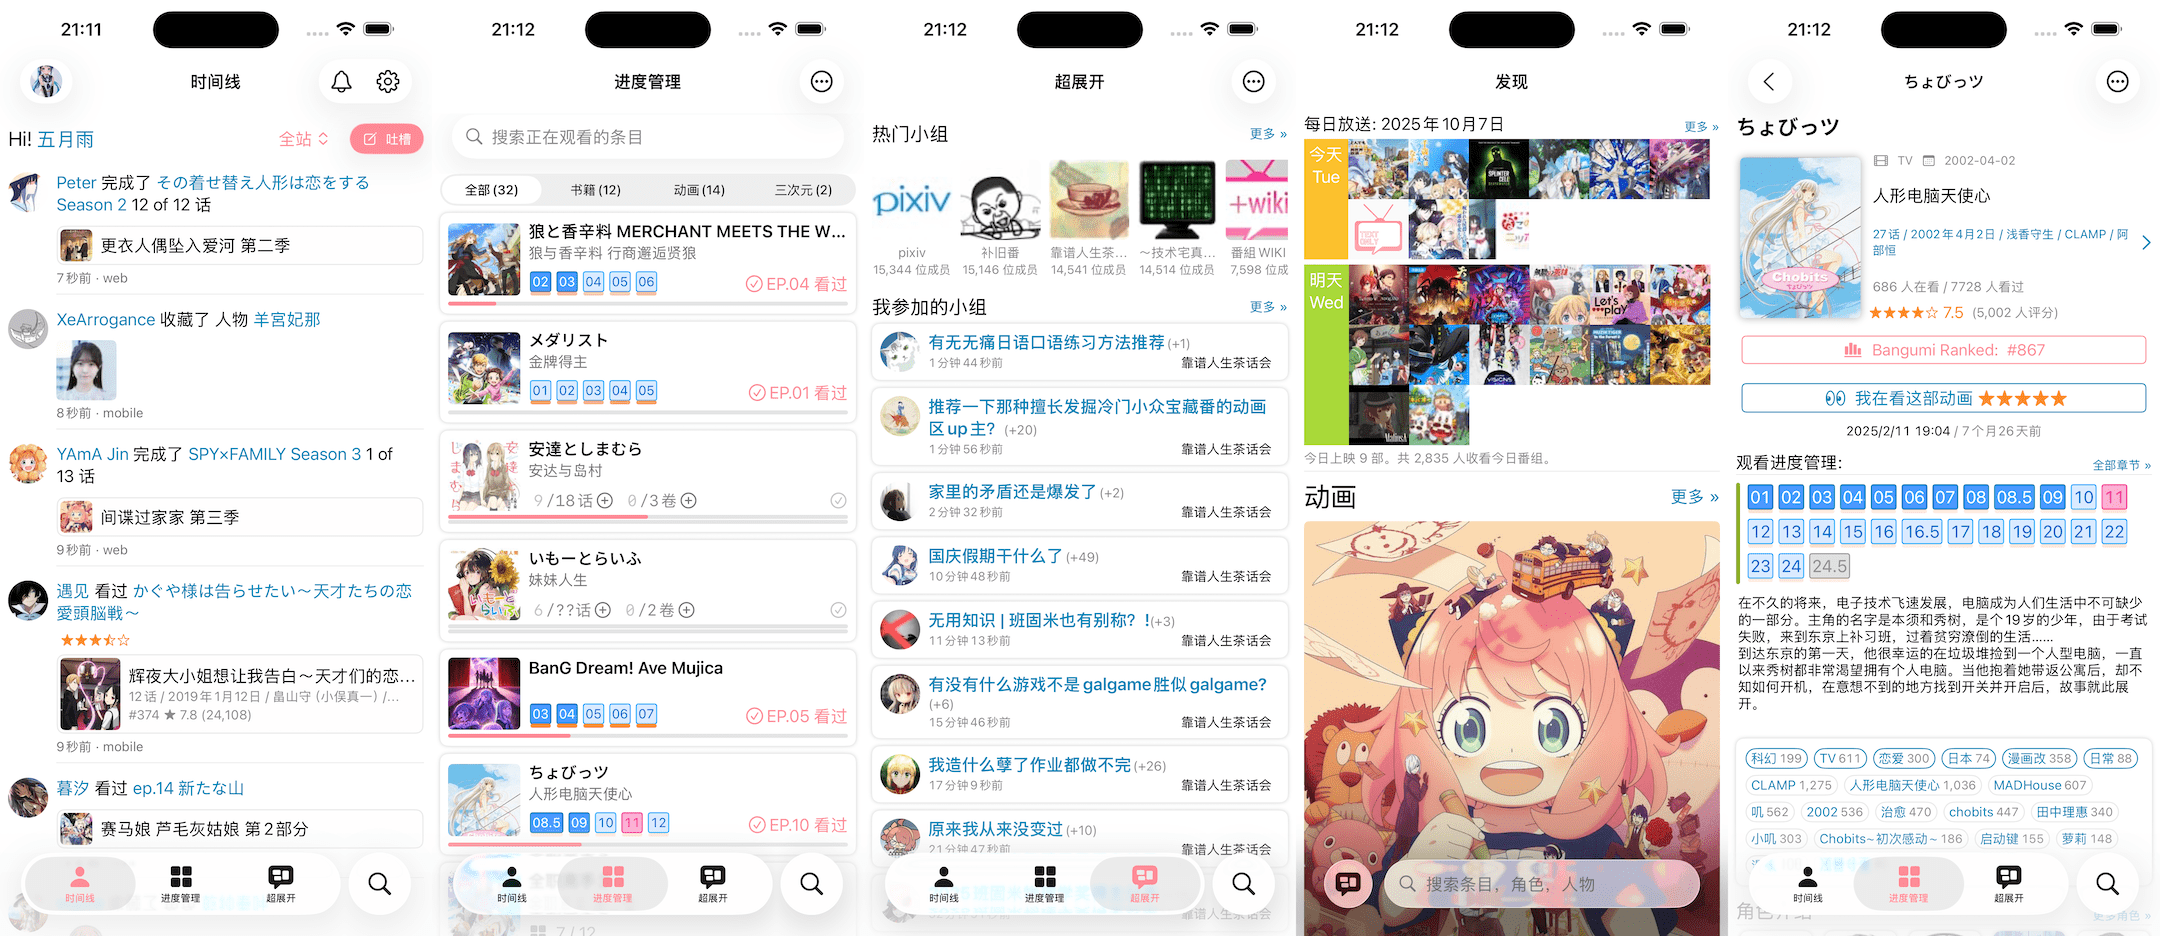 21:11
时间线
Hi! 五月雨
全站
吐槽
Peter 完成了 その着せ替え人形は恋をする
Season 2 12 of 12 话
更衣人偶坠入爱河 第二季
7秒前 · web
XeArrogance 收藏了 人物 羊宮妃那
8秒前 · mobile
YAmA Jin 完成了 SPY×FAMILY Season 3 1 of
13 话
间谍过家家 第三季
9秒前 · web
遇见 看过 かぐや様は告らせたい～天才たちの恋
愛頭脳戦～
辉夜大小姐想让我告白～天才们的恋...
12话 / 2019年1月12日 / 畠山守 (小俣真一) /...
#374 ★ 7.8 (24,108)
9秒前 · mobile
暮汐 看过 ep.14 新たな山
赛马娘 芦毛灰姑娘 第2部分
时间线
进度管理
超展开
21:12
进度管理
搜索正在观看的条目
全部 (32)
书籍 (12)
动画 (14)
三次元 (2)
狼と香辛料 MERCHANT MEETS THE W...
狼与香辛料 行商邂逅贤狼
02 03 04 05 06
EP.04 看过
メダリスト
金牌得主
01 02 03 04 05
EP.01 看过
安達としまむら
安达与岛村
9 /18话
0 /3卷
いもーとらいふ
妹妹人生
6 /??话
0 /2卷
BanG Dream! Ave Mujica
03 04 05 06 07
EP.05 看过
ちょびっツ
人形电脑天使心
08.5 09 10 11 12
EP.10 看过
7 / 12
时间线
进度管理
超展开
21:12
超展开
热门小组
更多 »
pixiv
+wiki
pixiv
15,344 位成员
补旧番
15,146 位成员
靠谱人生茶...
14,541 位成员
～技术宅真...
14,514 位成员
番組 WIKI
7,598 位成
我参加的小组
更多 »
有无无痛日语口语练习方法推荐 (+1)
1分钟44秒前
靠谱人生茶话会
推荐一下那种擅长发掘冷门小众宝藏番的动画
区up主？ (+20)
1分钟56秒前
靠谱人生茶话会
家里的矛盾还是爆发了 (+2)
2分钟32秒前
靠谱人生茶话会
国庆假期干什么了 (+49)
10分钟48秒前
靠谱人生茶话会
无用知识 | 班固米也有别称？！(+3)
11分钟13秒前
靠谱人生茶话会
有没有什么游戏不是galgame胜似galgame?
(+6)
15分钟46秒前
靠谱人生茶话会
我造什么孽了作业都做不完 (+26)
17分钟9秒前
靠谱人生茶话会
原来我从来没变过 (+10)
21分钟47秒前
靠谱人生茶话会
时间线
进度管理
超展开
21:12
发现
每日放送: 2025年10月7日
更多 »
今天
Tue
SPLINTER
CELL
TEXT
ONLY
明天
Wed
Let's
play
今日上映 9 部。共 2,835 人收看今日番组。
动画
更多 »
搜索条目，角色，人物
21:12
ちょびっツ
ちょびっツ
TV
2002-04-02
人形电脑天使心
27话 / 2002年4月2日 / 浅香守生 / CLAMP / 阿
部恒
686 人在看 / 7728 人看过
7.5 (5,002 人评分)
Chobits
ちょびっツ
Bangumi Ranked: #867
我在看这部动画
2025/2/11 19:04 / 7个月26天前
观看进度管理:
全部章节 »
01 02 03 04 05 06 07 08 08.5 09 10 11
12 13 14 15 16 16.5 17 18 19 20 21 22
23 24 24.5
在不久的将来，电子技术飞速发展，电脑成为人们生活中不可缺少
的一部分。主角的名字是本须和秀树，是个19岁的少年，由于考试
失败，来到东京上补习班，过着贫穷潦倒的生活……
到达东京的第一天，他很幸运的在垃圾堆捡到一个人型电脑，一直
以来秀树都非常渴望拥有个人电脑。当他抱着她带返公寓后，却不
知如何开机，在意想不到的地方找到开关并开启后，故事就此展
开。
科幻 199 TV 611 恋爱 300 日本 74 漫画改 358 日常 88
CLAMP 1,275 人形电脑天使心 1,036 MADHouse 607
叽 562 2002 536 治愈 470 chobits 447 田中理惠 340
小叽 303 Chobits~初次感动~ 186 启动键 155 萝莉 148
时间线
进度管理
超展开
更多角色 »